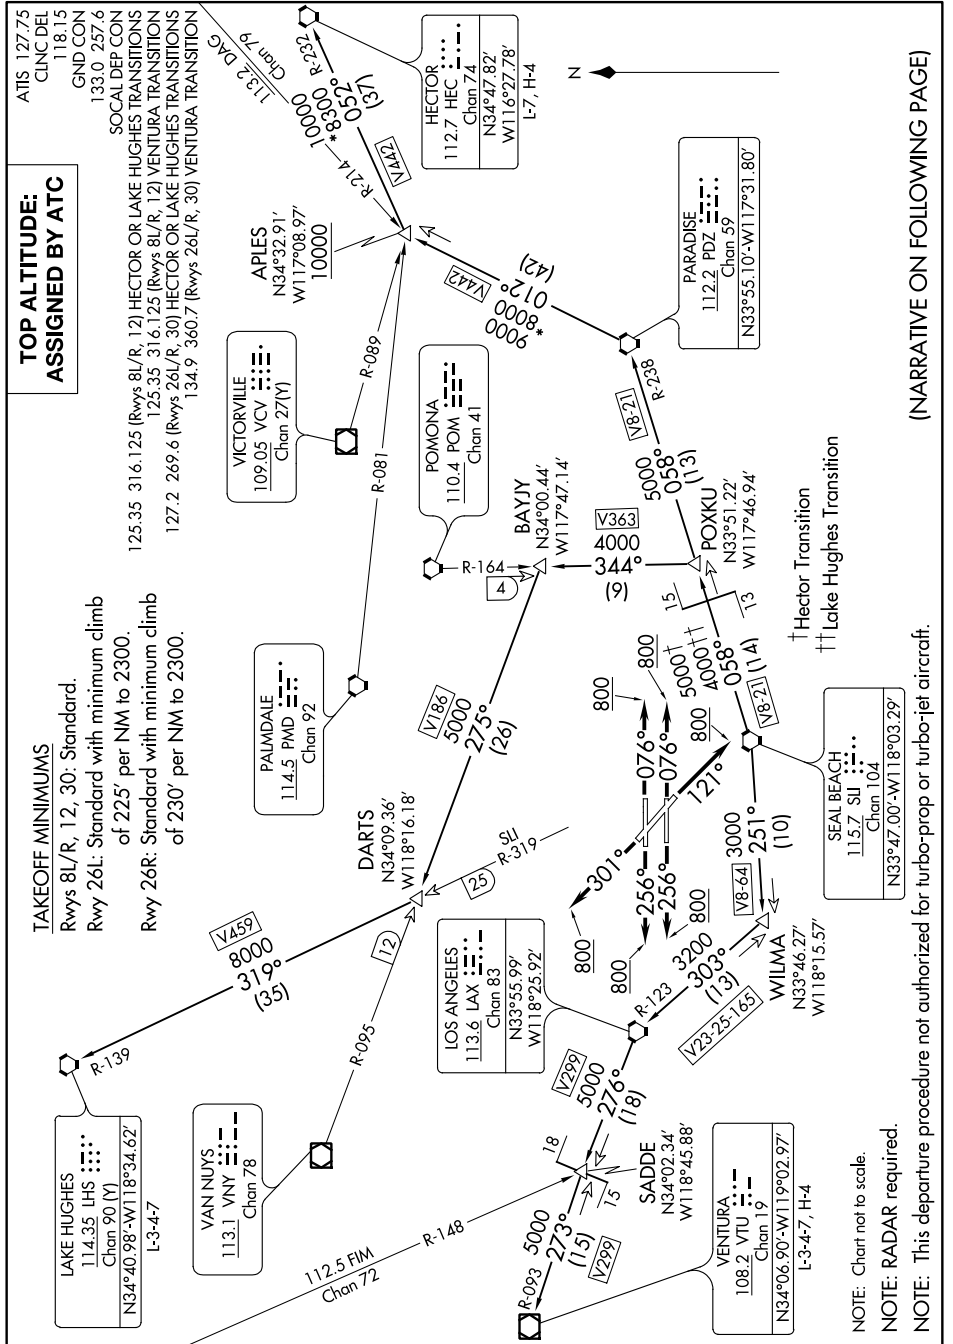 TOP ALTITUDE:
ASSIGNED BY ATC
ATIS 127.75
CLNC DEL
118.15
GND CON
133.0 257.6
SOCAL DEP CON
125.35 316.125 (Rwys 8L/R, 12) HECTOR OR LAKE HUGHES TRANSITIONS
125.35 316.125 (Rwys 8L/R, 12) VENTURA TRANSITION
127.2 269.6 (Rwys 26L/R, 30) HECTOR OR LAKE HUGHES TRANSITIONS
134.9 360.7 (Rwys 26L/R, 30) VENTURA TRANSITION
TAKEOFF MINIMUMS
Rwys 8L/R, 12, 30: Standard.
Rwy 26L: Standard with minimum climb
of 225' per NM to 2300.
Rwy 26R: Standard with minimum climb
of 230' per NM to 2300.
LAKE HUGHES
114.35 LHS
Chan 90 (Y)
N34°40.98'-W118°34.62'
L-3-4-7
R-139
V459
8000
319°
(35)
VAN NUYS
113.1 VNY
Chan 78
R-095
12
DARTS
N34°09.36'
W118°16.18'
25
SLI
R-319
V186
5000
275°
(26)
PALMDALE
114.5 PMD
Chan 92
R-081
VICTORVILLE
109.05 VCV
Chan 27(Y)
R-089
POMONA
110.4 POM
Chan 41
R-164
4
BAYJY
N34°00.44'
W117°47.14'
V363
4000
344°
(9)
APLES
N34°32.91'
W117°08.97'
10000
113.2 DAG
Chan 79
R-214
10000
*8300
052°
(37)
R-232
V442
HECTOR
112.7 HEC
Chan 74
N34°47.82'
W116°27.78'
L-7, H-4
N
V442
9000
*8000
012°
(42)
PARADISE
112.2 PDZ
Chan 59
N33°55.10'-W117°31.80'
R-238
V8-21
5000
058°
(13)
POXKU
N33°51.22'
W117°46.94'
15
13
5000†
4000††
058°
(14)
V8-21
†Hector Transition
††Lake Hughes Transition
800
800
800
076°
076°
121°
301°
256°
256°
800
800
800
SEAL BEACH
115.7 SLI
Chan 104
N33°47.00'-W118°03.29'
V8-64
3000
251°
(10)
WILMA
N33°46.27'
W118°15.57'
3200
303°
(13)
V23-25-165
R-123
LOS ANGELES
113.6 LAX
Chan 83
N33°55.99'
W118°25.92'
V299
5000
276°
(18)
18
15
SADDE
N34°02.34'
W118°45.88'
112.5 FIM
Chan 72
R-148
R-093
5000
273°
(15)
V299
VENTURA
108.2 VTU
Chan 19
N34°06.90'-W119°02.97'
L-3-4-7, H-4
NOTE: Chart not to scale.
NOTE: RADAR required.
NOTE: This departure procedure not authorized for turbo-prop or turbo-jet aircraft.
(NARRATIVE ON FOLLOWING PAGE)